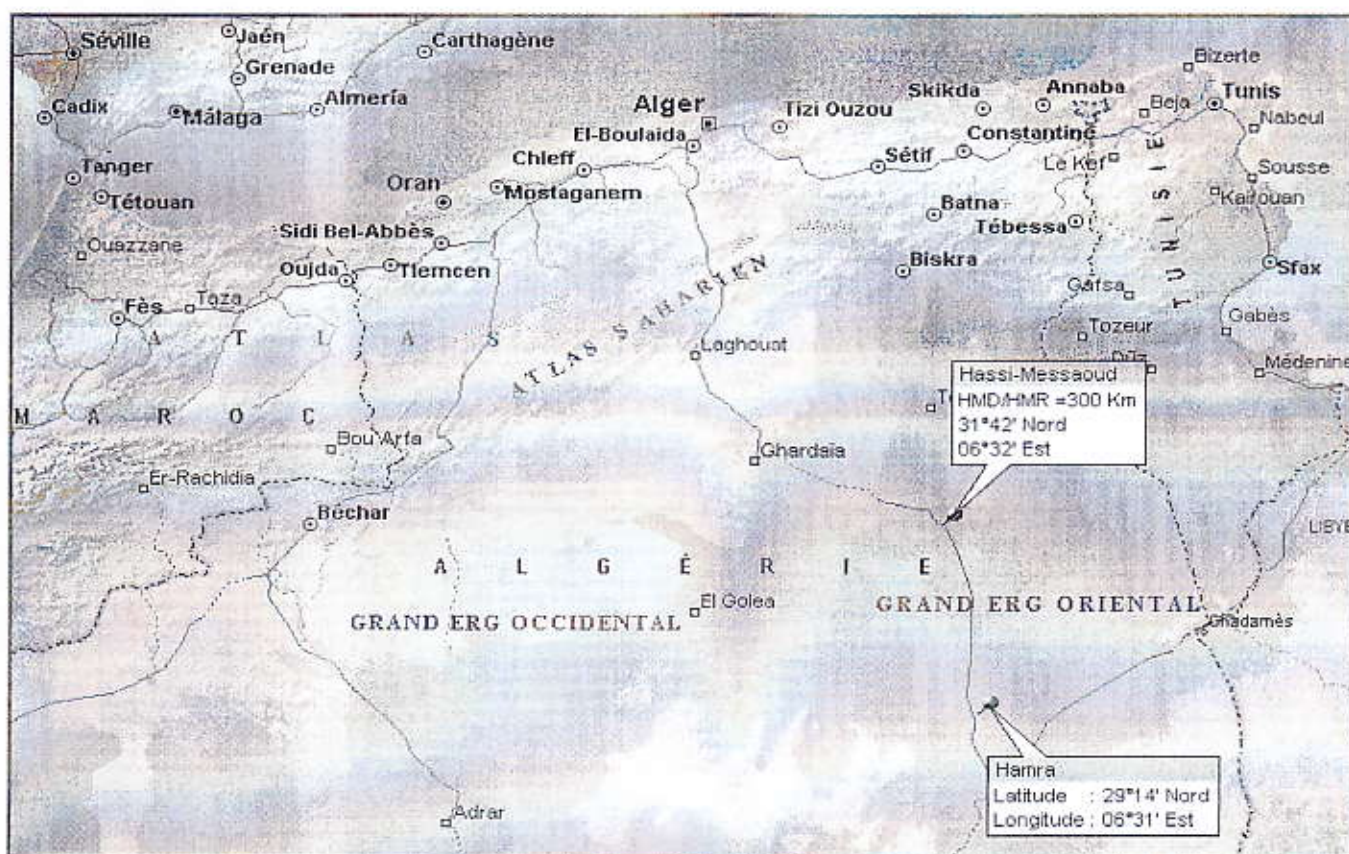 Séville
Jaén
Carthagène
Grenade
Bizerte
Cadix
Málaga
Almería
Alger
Tizi Ouzou
Skikda
Annaba
Beja
Tunis
Nabeul
El-Boulaida
Constantine
Tanger
Chleff
Sétif
Le Kef
Sousse
Tétouan
Oran
Mostaganem
Batna
Tébessa
Kairouan
TUNISIE
Ouazzane
Sidi Bel-Abbès
Oujda
Tlemcen
Biskra
Sfax
Fès
Taza
Gafsa
ATLAS
ATLAS SAHARIEN
Laghouat
Tozeur
Gabès
Médenine
Hassi-Messaoud
HMD/HMR =300 Km
31°42' Nord
06°32' Est
MAROC
Bou Arfa
Ghardaia
Er-Rachidia
Béchar
ALGÉRIE
El Golea
GRAND ERG OCCIDENTAL
GRAND ERG ORIENTAL
Ghadamès
Hamra
Latitude : 29°14' Nord
Longitude : 06°31' Est
Adrar